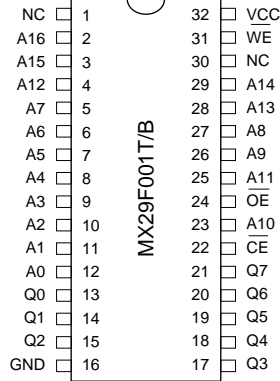 NC 1 32 VCC
A16 2 31 W̅E̅
A15 3 30 NC
A12 4 29 A14
A7 5 28 A13
A6 6 27 A8
A5 7 26 A9
A4 8 25 A11
A3 9 24 O̅E̅
A2 10 23 A10
A1 11 22 C̅E̅
A0 12 21 Q7
Q0 13 20 Q6
Q1 14 19 Q5
Q2 15 18 Q4
GND 16 17 Q3
MX29F001T/B